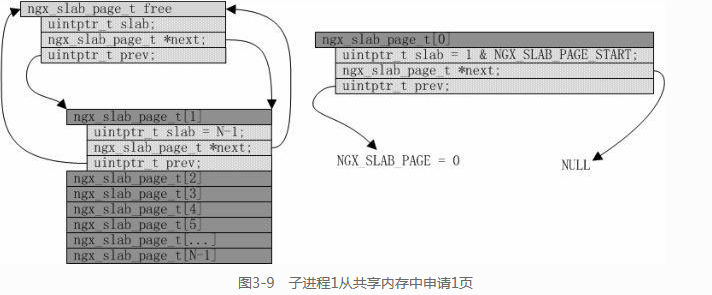 ngx_slab_page_t free
uintptr_t slab;
ngx_slab_page_t *next;
uintptr_t prev;
ngx_slab_page_t[1]
uintptr_t slab = N-1;
ngx_slab_page_t *next;
uintptr_t prev;
ngx_slab_page_t[2]
ngx_slab_page_t[3]
ngx_slab_page_t[4]
ngx_slab_page_t[5]
ngx_slab_page_t[...]
ngx_slab_page_t[N-1]
ngx_slab_page_t[0]
uintptr_t slab = 1 & NGX_SLAB_PAGE_START;
ngx_slab_page_t *next;
uintptr_t prev;
NGX_SLAB_PAGE = 0
NULL
图3-9 子进程1从共享内存中申请1页